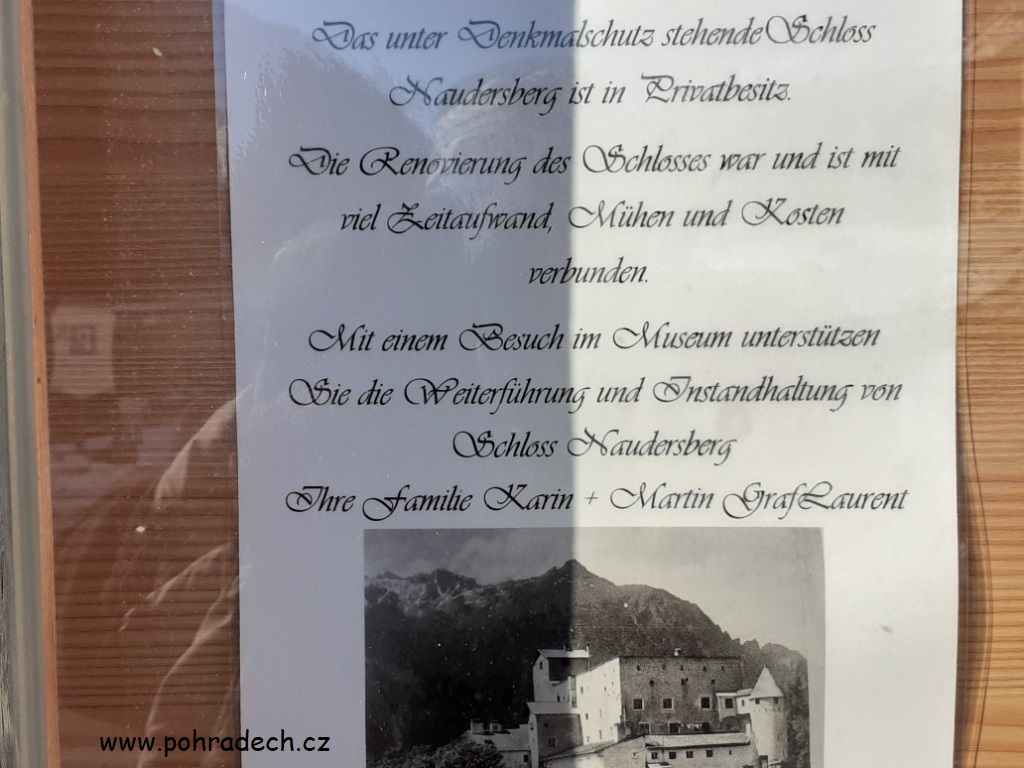 Das unter Denkmalschutz stehende Schloss
Naudersberg ist in Privatbesitz.
Die Renovierung des Schlosses war und ist mit
viel Zeitaufwand, Mühen und Kosten
verbunden.
Mit einem Besuch im Museum unterstützen
Sie die Weiterführung und Instandhaltung von
Schloss Naudersberg
Ihre Familie Karin + Martin Graf Laurent
www.pohradech.cz